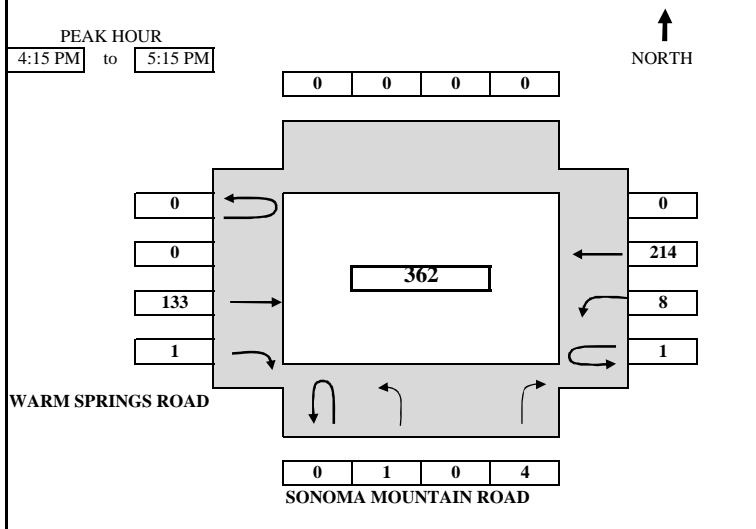 PEAK HOUR
4:15 PM to 5:15 PM
NORTH
0 0 0 0
0 0
0 214
362
133 8
1 1
WARM SPRINGS ROAD
0 1 0 4
SONOMA MOUNTAIN ROAD